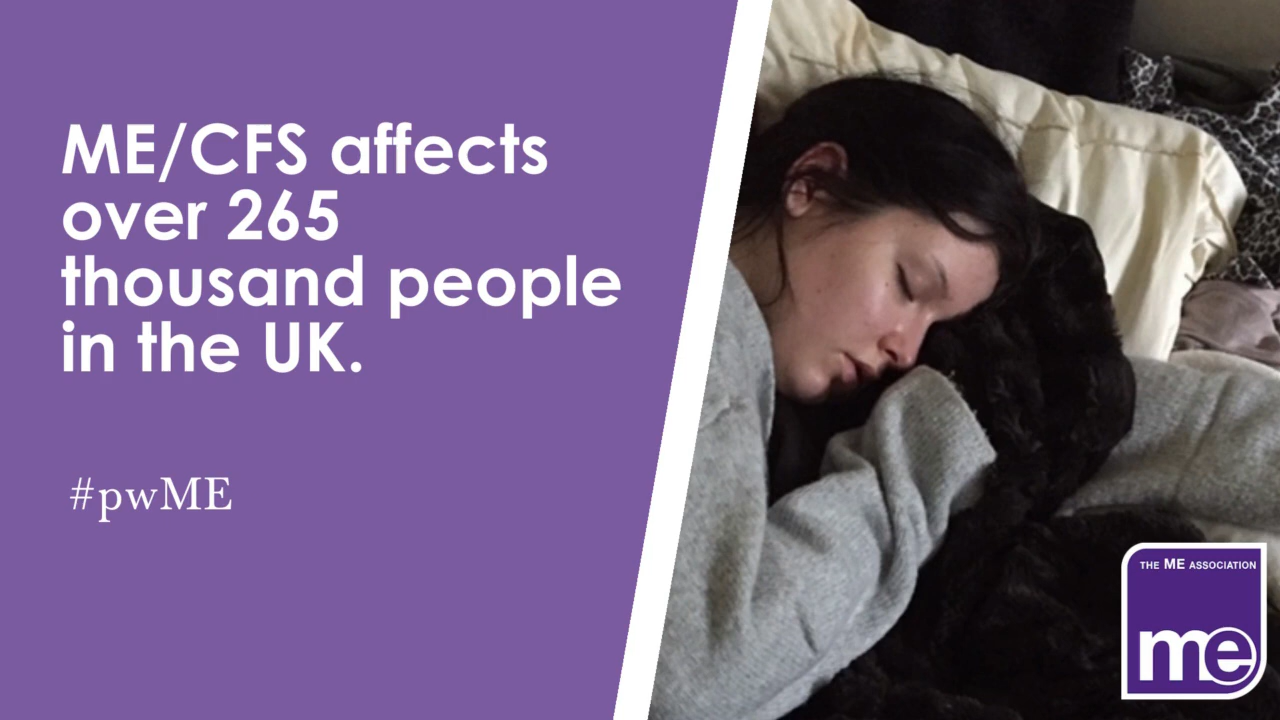 ME/CFS affects
over 265
thousand people
in the UK.
#pwME
THE ME ASSOCIATION
me